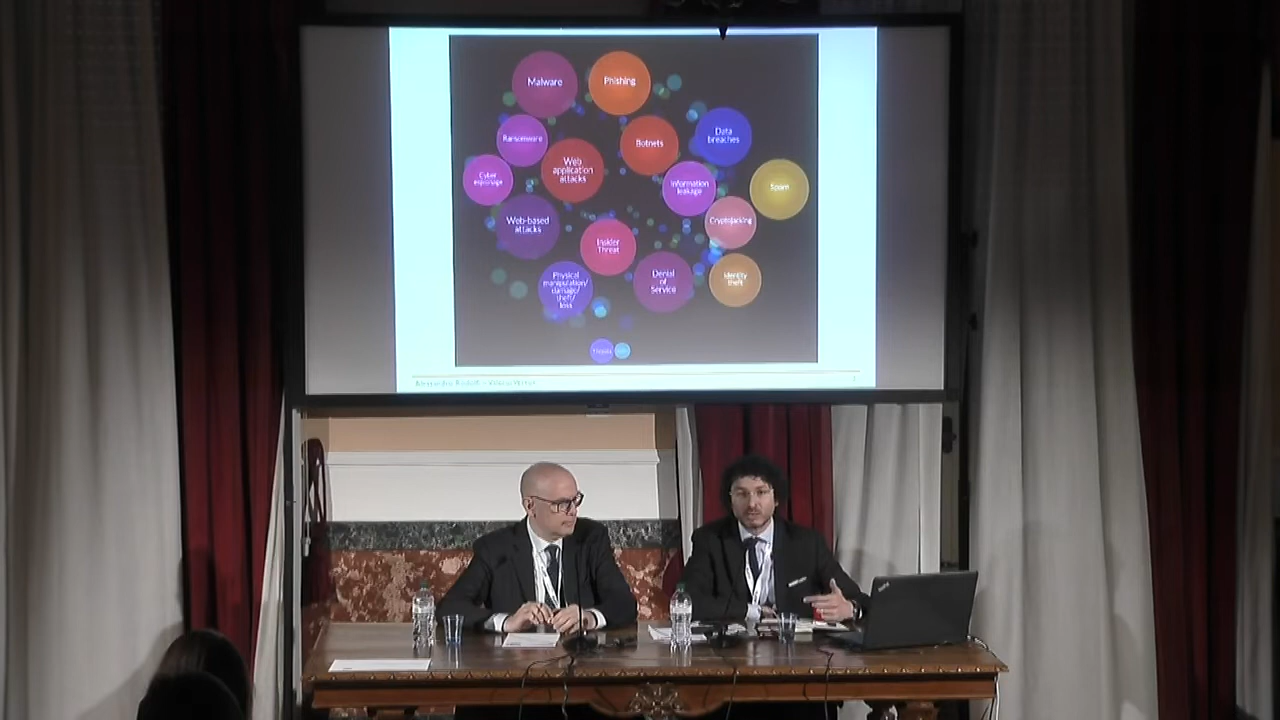 Malware
Phishing
Ransomware
Botnets
Data
breaches
Web
application
attacks
Cyber
espionage
Information
leakage
Spam
Web-based
attacks
Cryptojacking
Insider
Threat
Physical
manipulation/
damage/
theft/
loss
Denial
of
Service
Identity
theft